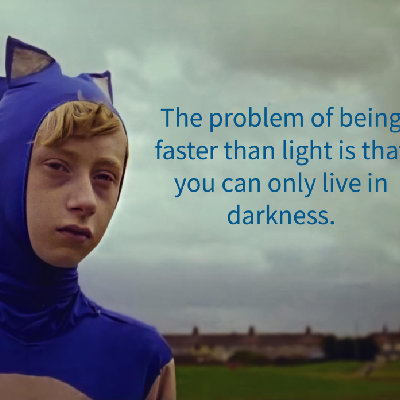 The problem of being
faster than light is that
you can only live in
darkness.